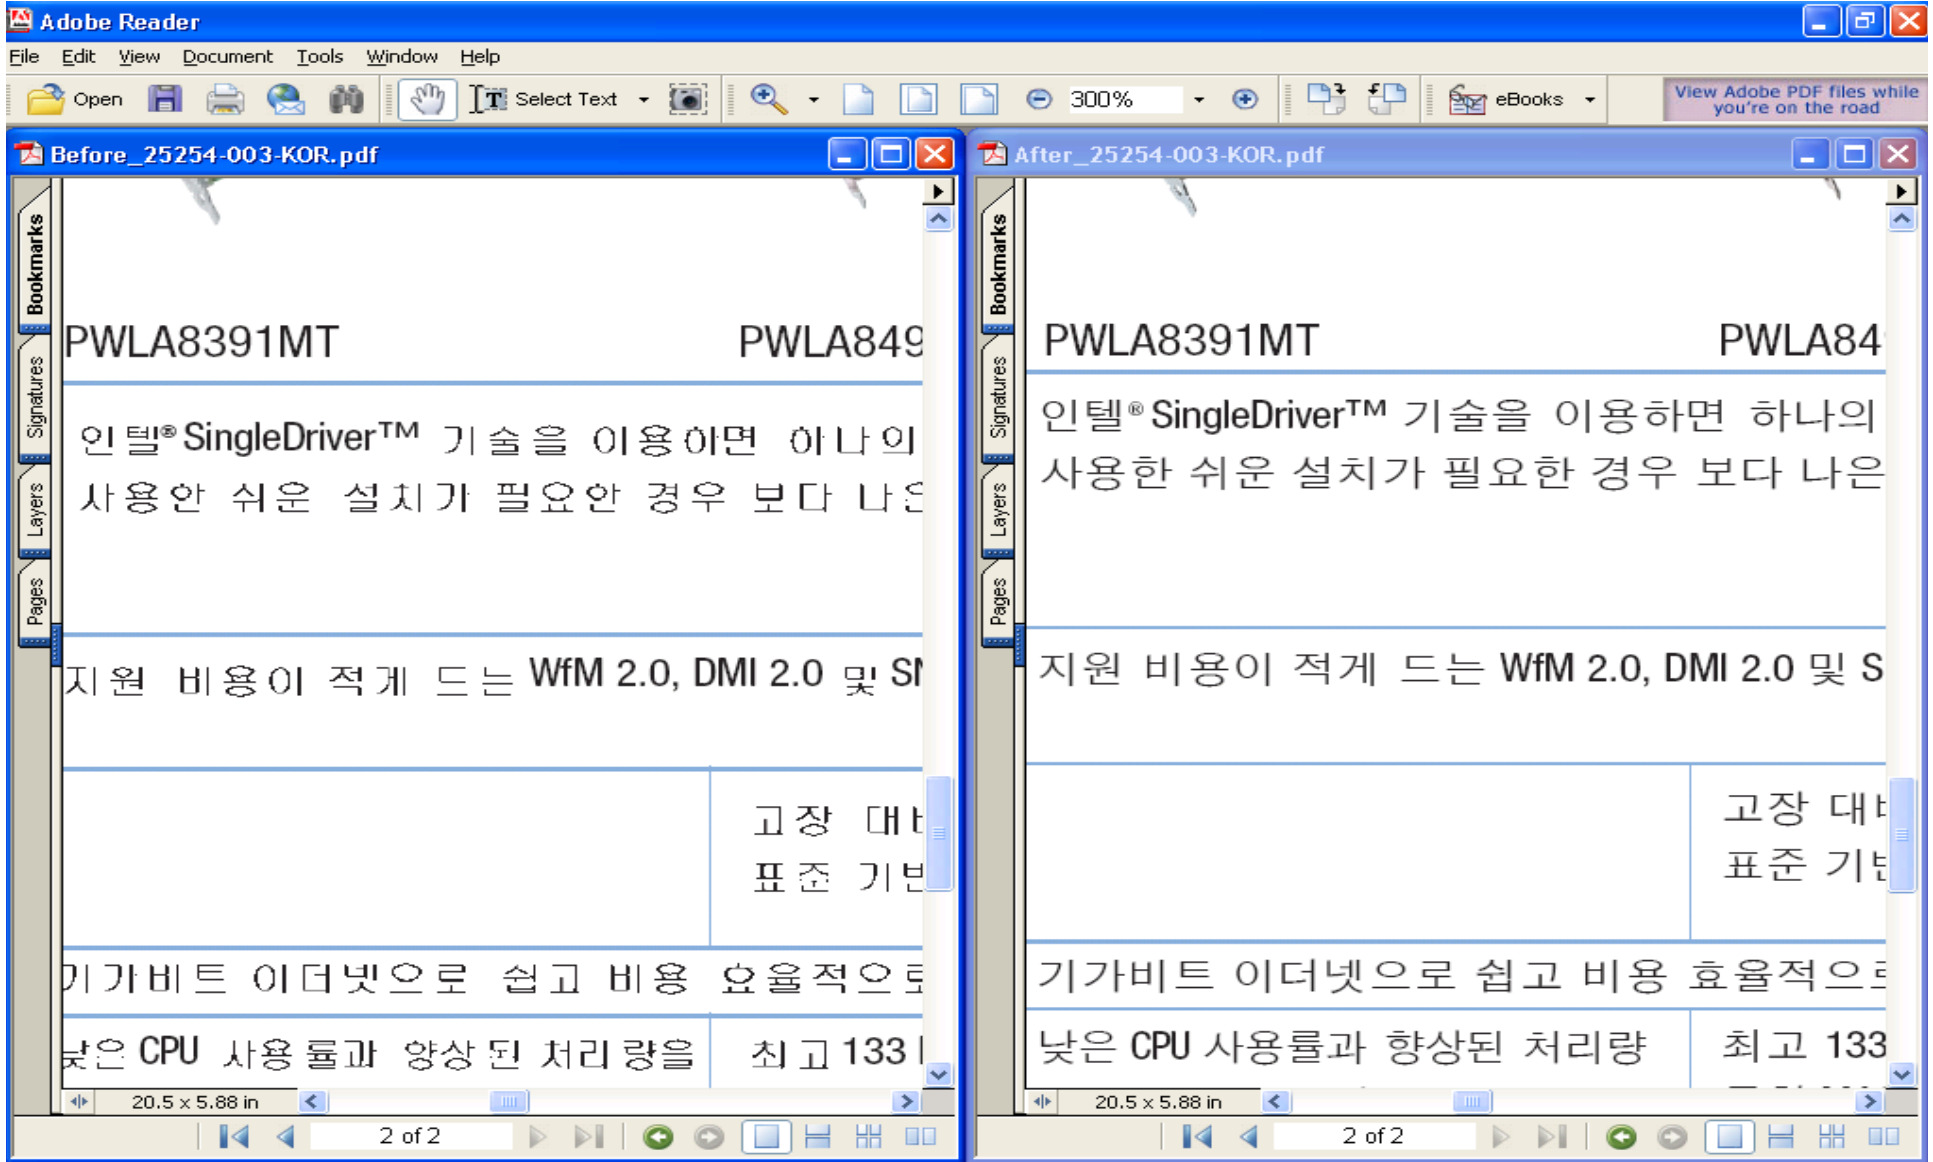 Adobe Reader
File Edit View Document Tools Window Help
Open Select Text 300% eBooks View Adobe PDF files while
you're on the road
Before_25254-003-KOR.pdf
Bookmarks
Signatures
Layers
Pages
PWLA8391MT PWLA849
인텔® SingleDriver™ 기술을 이용하면 하나의
사용한 쉬운 설치가 필요한 경우 보다 나은
지원 비용이 적게 드는 WfM 2.0, DMI 2.0 및
고장
표준
기가비트 이더넷으로 쉽고 비용 효율적으로
낮은 CPU 사용률과 향상된 처리량을 최고 133
20.5 x 5.88 in
2 of 2
After_25254-003-KOR.pdf
Bookmarks
Signatures
Layers
Pages
PWLA8391MT PWLA84
인텔® SingleDriver™ 기술을 이용하면 하나의
사용한 쉬운 설치가 필요한 경우 보다 나은
지원 비용이 적게 드는 WfM 2.0, DMI 2.0 및 S
고장
표준
기가비트 이더넷으로 쉽고 비용 효율적으로
낮은 CPU 사용률과 향상된 처리량 최고 133
20.5 x 5.88 in
2 of 2